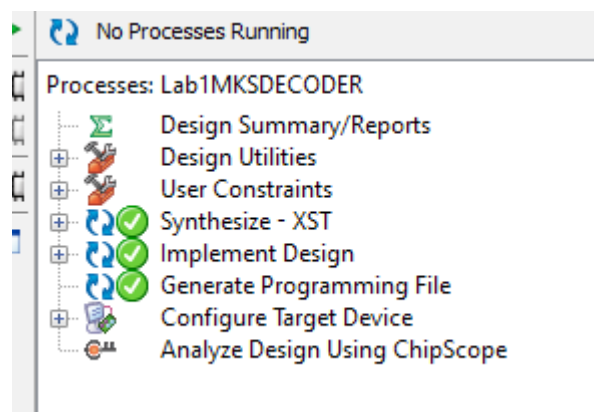 No Processes Running
Processes: Lab1MKSDECODER
Design Summary/Reports
Design Utilities
User Constraints
Synthesize - XST
Implement Design
Generate Programming File
Configure Target Device
Analyze Design Using ChipScope